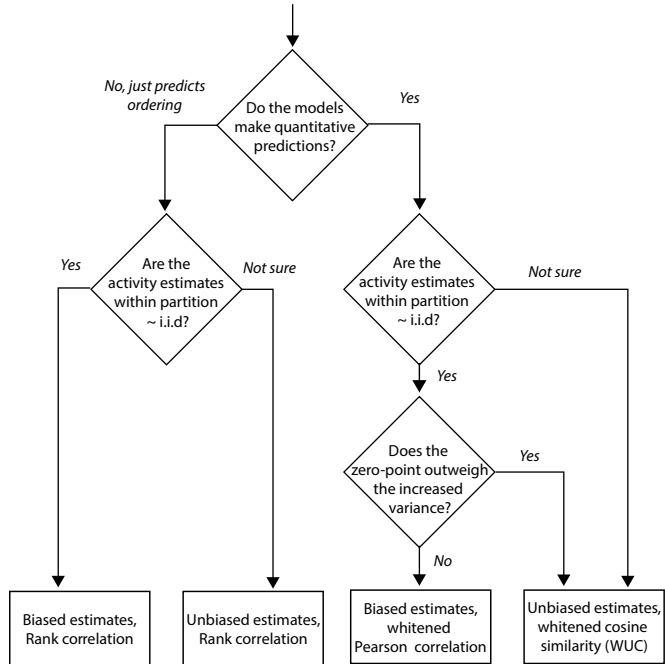 No, just predicts
ordering
Do the models
make quantitative
predictions?
Yes
Yes
Are the
activity estimates
within partition
~ i.i.d?
Not sure
Are the
activity estimates
within partition
~ i.i.d?
Not sure
Yes
Does the
zero-point outweigh
the increased
variance?
Yes
No
Biased estimates,
Rank correlation
Unbiased estimates,
Rank correlation
Biased estimates,
whitened
Pearson correlation
Unbiased estimates,
whitened cosine
similarity (WUC)